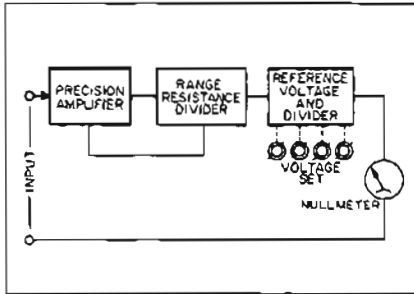 PRECISION
AMPLIFIER
RANGE
RESISTANCE
DIVIDER
REFERENCE
VOLTAGE
AND
DIVIDER
VOLTAGE
SET
INPUT
NULLMETER